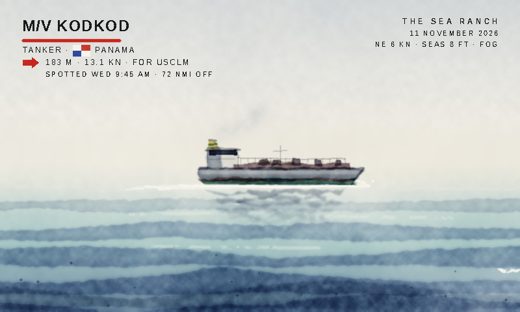 M/V KODKOD
TANKER · PANAMA
183 M · 13.1 KN · FOR USCLM
SPOTTED WED 9:45 AM · 72 NMI OFF
THE SEA RANCH
11 NOVEMBER 2026
NE 6 KN · SEAS 8 FT · FOG